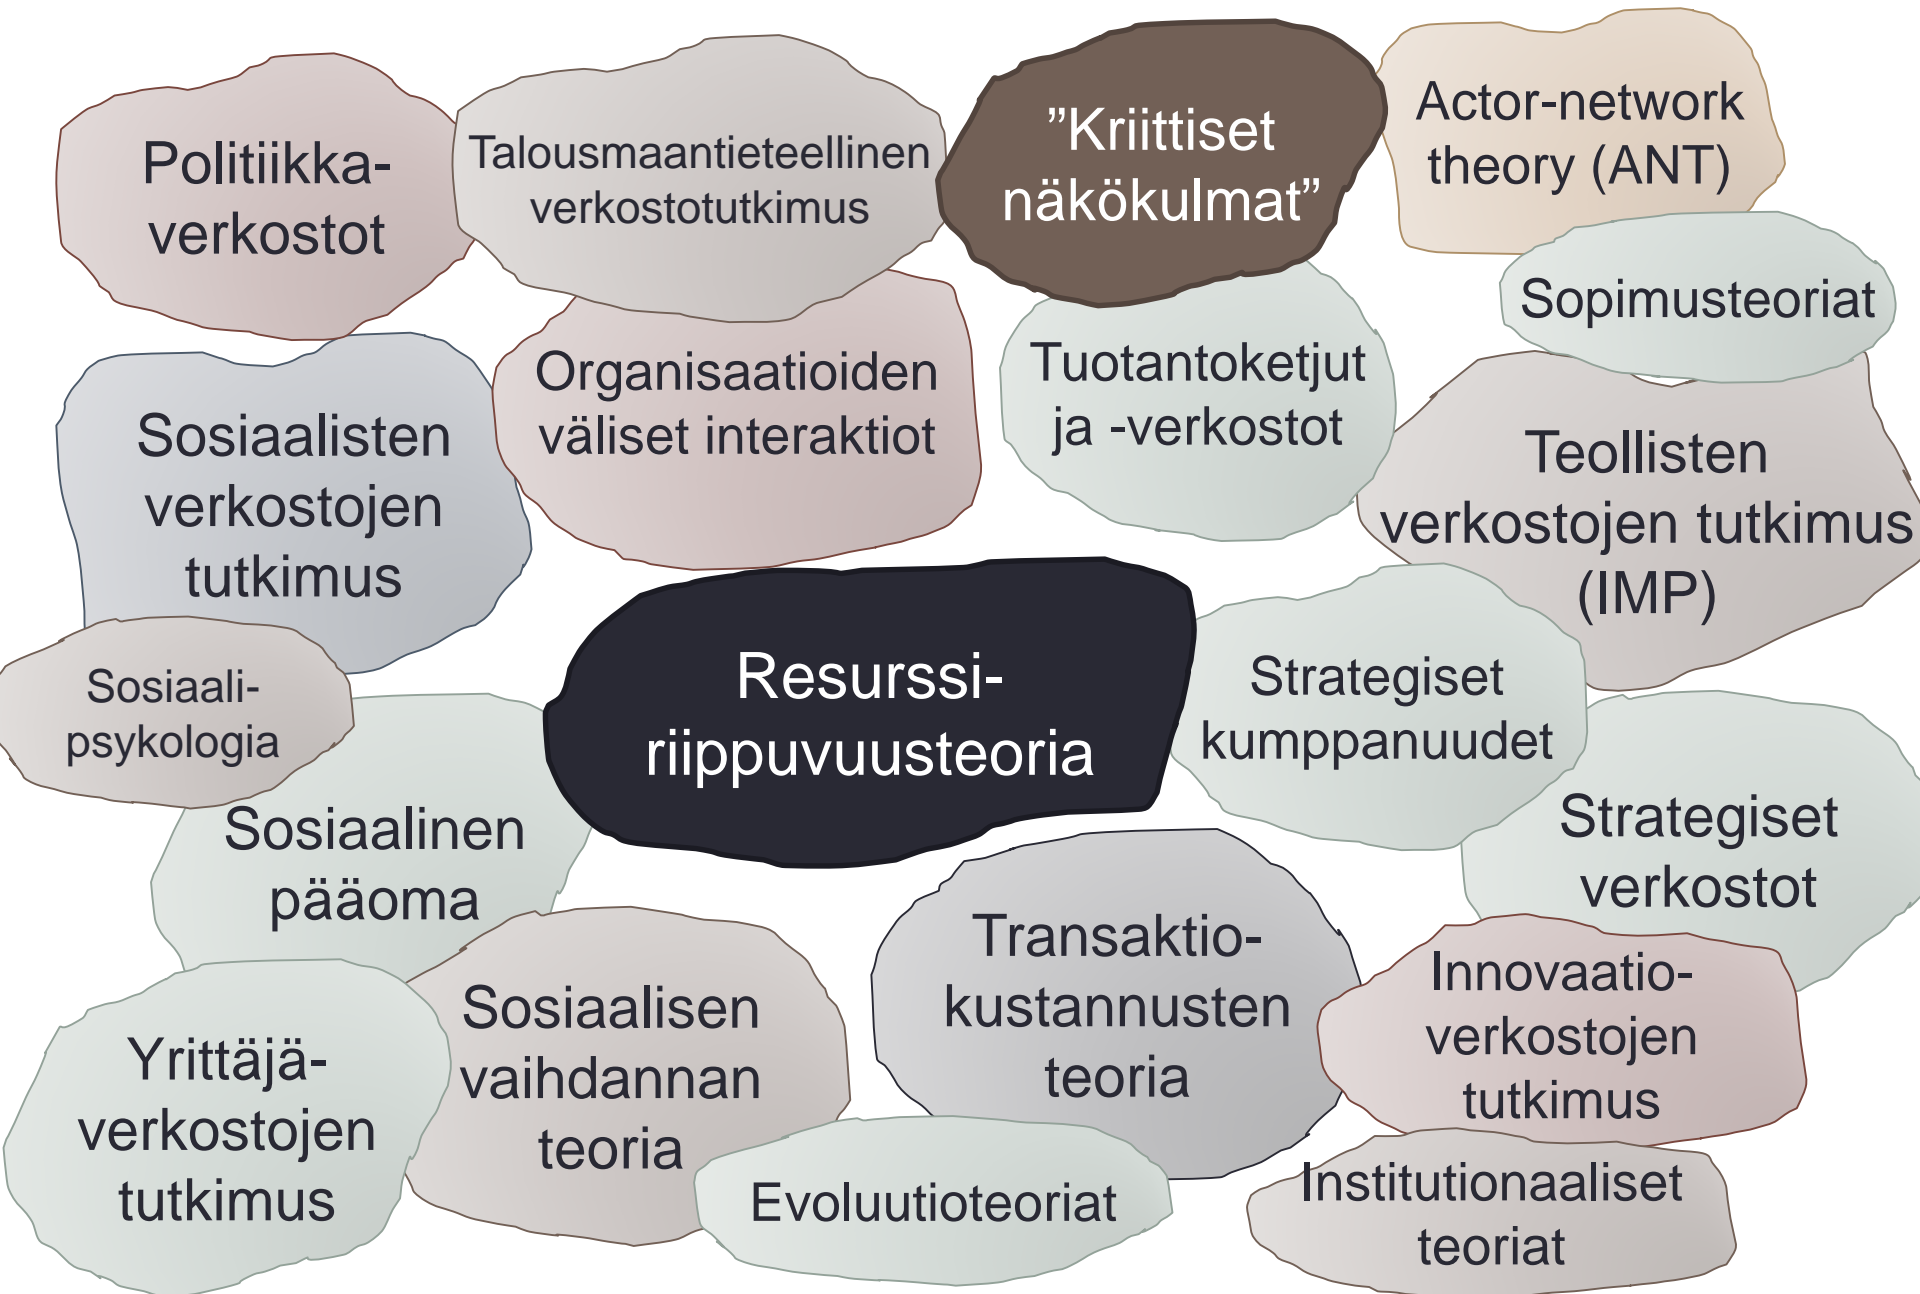 Politiikka-
verkostot
Talousmaantieteellinen
verkostotutkimus
”Kriittiset
näkökulmat”
Actor-network
theory (ANT)
Sopimusteoriat
Organisaatioiden
väliset interaktiot
Tuotantoketjut
ja -verkostot
Sosiaalisten
verkostojen
tutkimus
Teollisten
verkostojen tutkimus
(IMP)
Sosiaali-
psykologia
Resurssi-
riippuvuusteoria
Strategiset
kumppanuudet
Sosiaalinen
pääoma
Strategiset
verkostot
Transaktio-
kustannusten
teoria
Innovaatio-
verkostojen
tutkimus
Sosiaalisen
vaihdannan
teoria
Yrittäjä-
verkostojen
tutkimus
Evoluutioteoriat
Institutionaaliset
teoriat